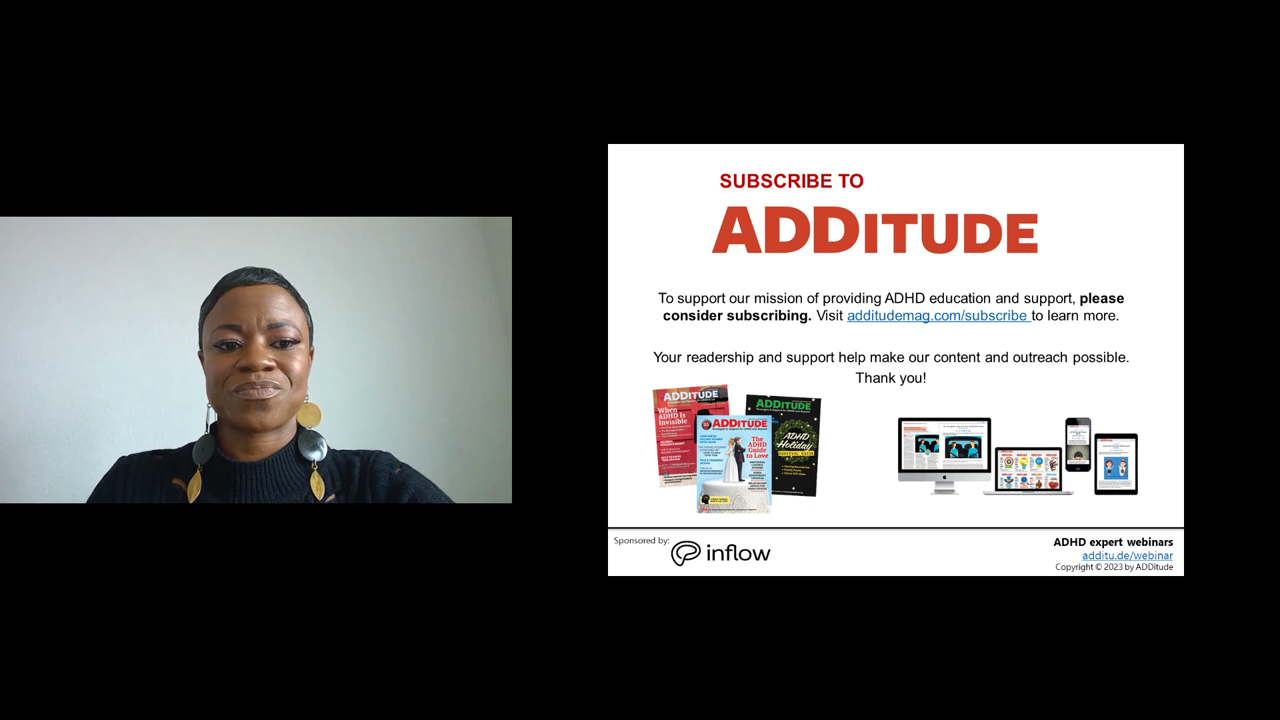 SUBSCRIBE TO
ADDITUDE
To support our mission of providing ADHD education and support, please
consider subscribing. Visit additudemag.com/subscribe to learn more.
Your readership and support help make our content and outreach possible.
Thank you!
ADDITUDE
When
ADHD Is
Invisible
ADDITUDE
The
ADHD
Guide
to Love
ADDITUDE
ADHD
Holiday
Sponsored by:
inflow
ADHD expert webinars
additu.de/webinar
Copyright © 2023 by ADDitude